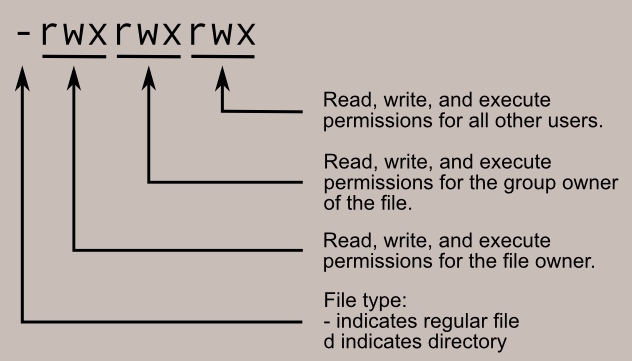 -rwxrwxrwx
Read, write, and execute
permissions for all other users.
Read, write, and execute
permissions for the group owner
of the file.
Read, write, and execute
permissions for the file owner.
File type:
- indicates regular file
d indicates directory